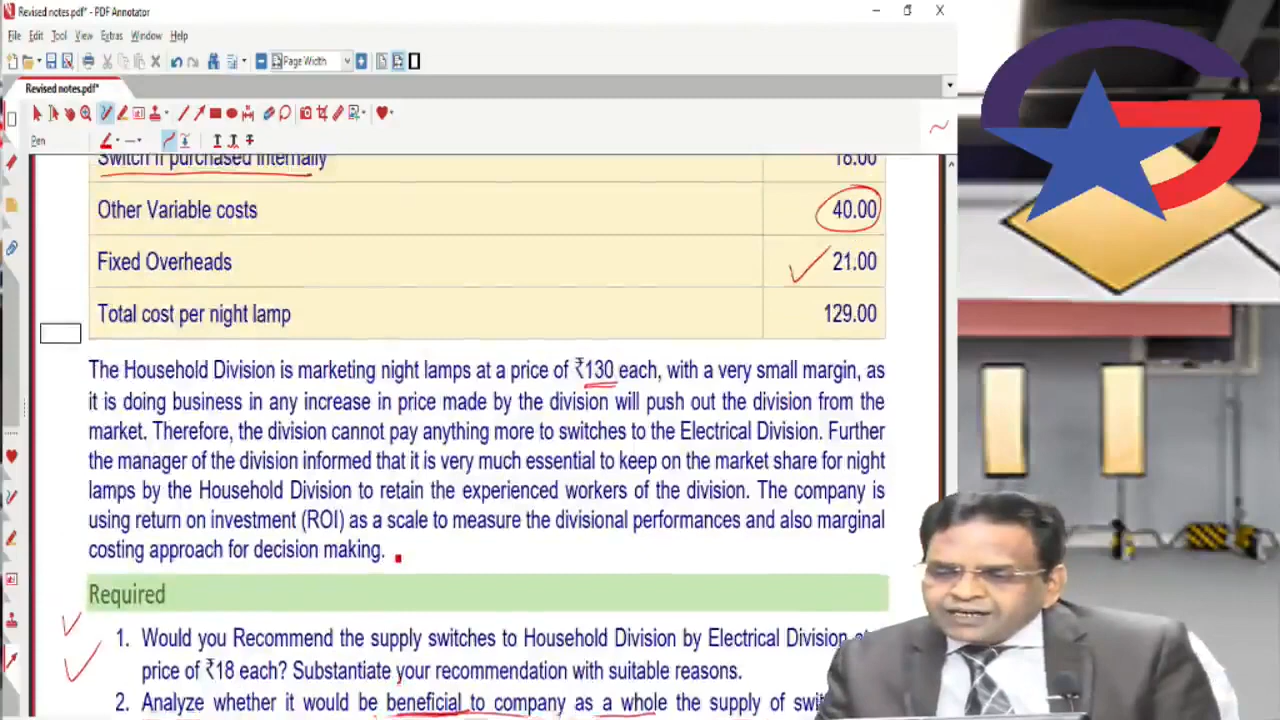 Revised notes.pdf* - PDF Annotator
File Edit Tool View Extras Window Help
Page Width
Revised notes.pdf*
Pen
Switch if purchased internally 18.00
Other Variable costs 40.00
Fixed Overheads 21.00
Total cost per night lamp 129.00
The Household Division is marketing night lamps at a price of ₹130 each, with a very small margin, as
it is doing business in any increase in price made by the division will push out the division from the
market. Therefore, the division cannot pay anything more to switches to the Electrical Division. Further
the manager of the division informed that it is very much essential to keep on the market share for night
lamps by the Household Division to retain the experienced workers of the division. The company is
using return on investment (ROI) as a scale to measure the divisional performances and also marginal
costing approach for decision making.
Required
1. Would you Recommend the supply switches to Household Division by Electrical Division
price of ₹18 each? Substantiate your recommendation with suitable reasons.
2. Analyze whether it would be beneficial to company as a whole the supply of